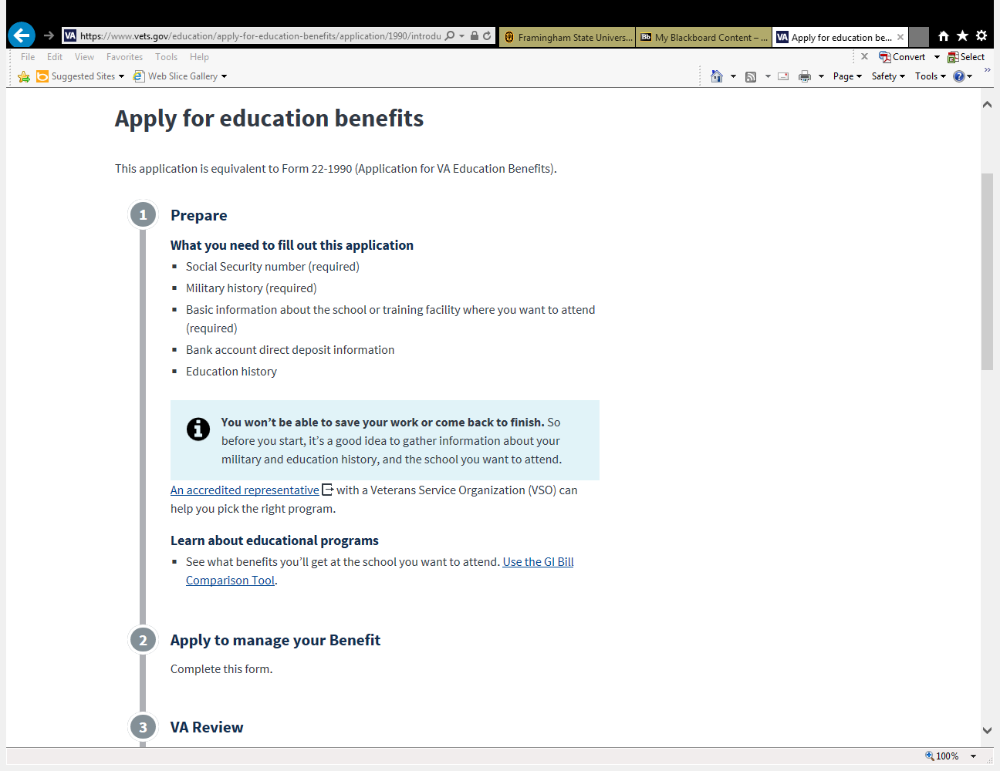 VA https://www.vets.gov/education/apply-for-education-benefits/application/1990/introdu
Framingham State Univers...
Bb My Blackboard Content – ...
VA Apply for education be...
File Edit View Favorites Tools Help
Convert Select
Suggested Sites Web Slice Gallery
Page Safety Tools
Apply for education benefits
This application is equivalent to Form 22-1990 (Application for VA Education Benefits).
1 Prepare
What you need to fill out this application
Social Security number (required)
Military history (required)
Basic information about the school or training facility where you want to attend
(required)
Bank account direct deposit information
Education history
You won’t be able to save your work or come back to finish. So
before you start, it’s a good idea to gather information about your
military and education history, and the school you want to attend.
An accredited representative with a Veterans Service Organization (VSO) can
help you pick the right program.
Learn about educational programs
See what benefits you’ll get at the school you want to attend. Use the GI Bill
Comparison Tool.
2 Apply to manage your Benefit
Complete this form.
3 VA Review
100%